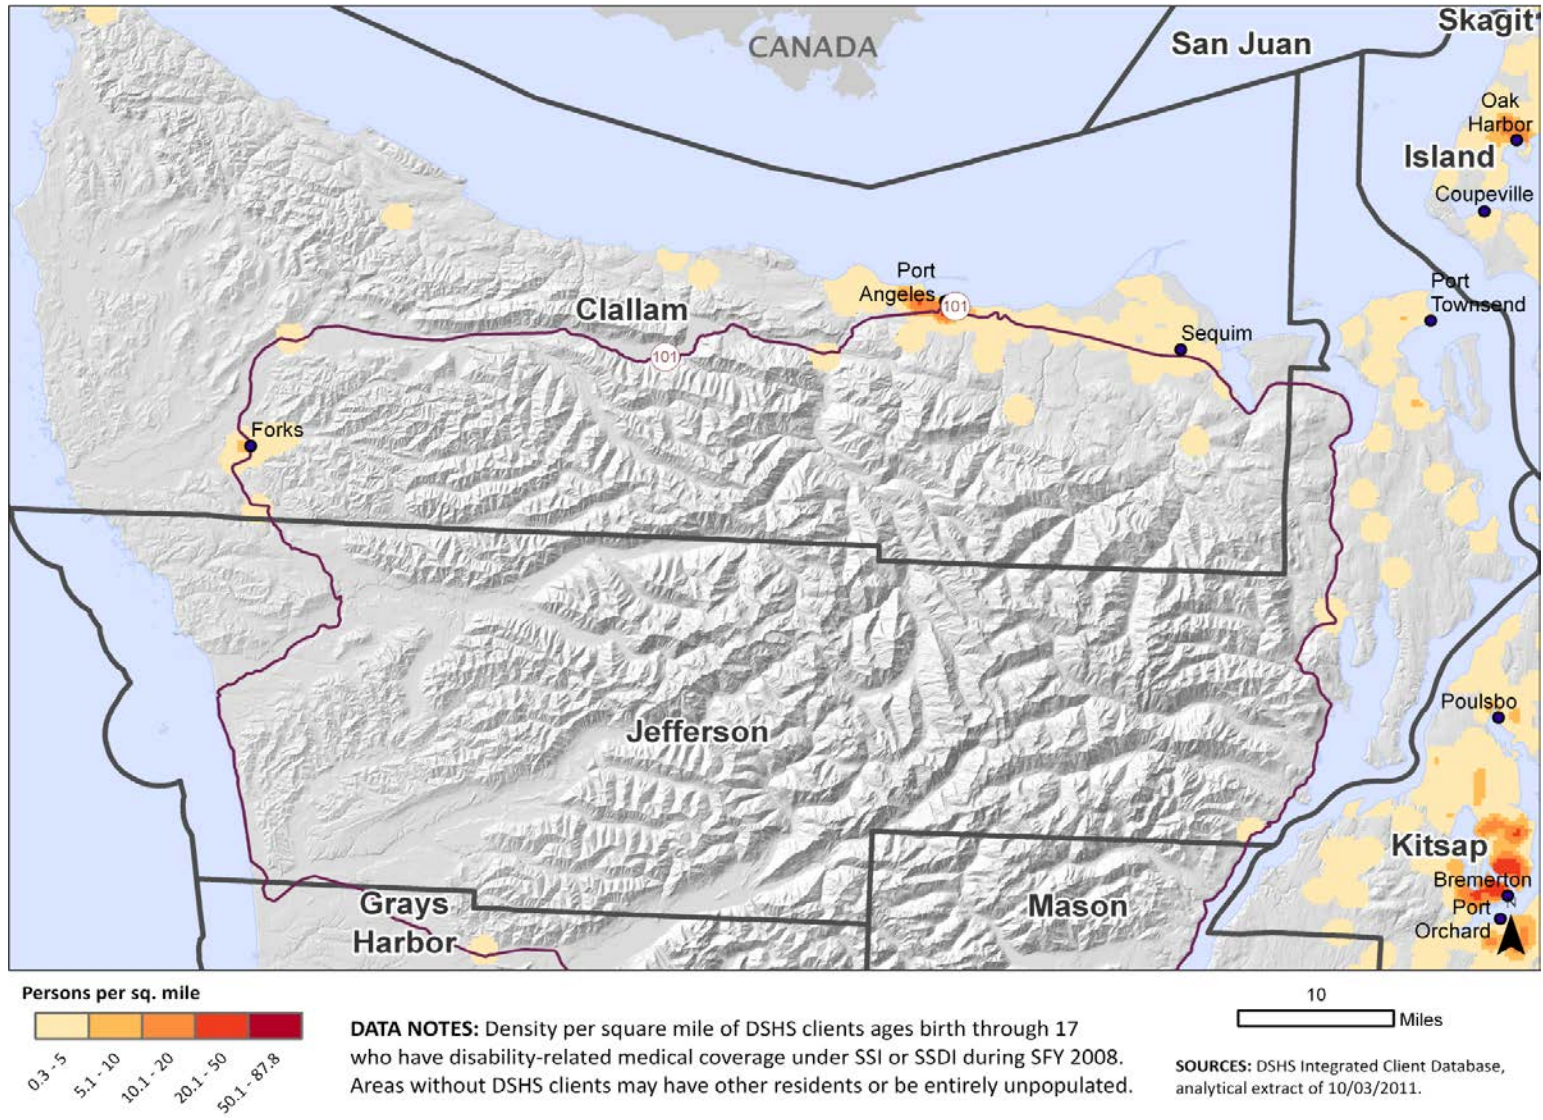 Skagit
CANADA
San Juan
Oak
Harbor
Island
Coupeville
Port
Angeles
101
Port
Townsend
Clallam
Sequim
101
Forks
Jefferson
Poulsbo
Kitsap
Bremerton
Grays
Harbor
Mason
Port
Orchard
N
Persons per sq. mile
0.3 - 5
5.1 - 10
10.1 - 20
20.1 - 50
50.1 - 87.8
DATA NOTES: Density per square mile of DSHS clients ages birth through 17
who have disability-related medical coverage under SSI or SSDI during SFY 2008.
Areas without DSHS clients may have other residents or be entirely unpopulated.
10
Miles
SOURCES: DSHS Integrated Client Database,
analytical extract of 10/03/2011.